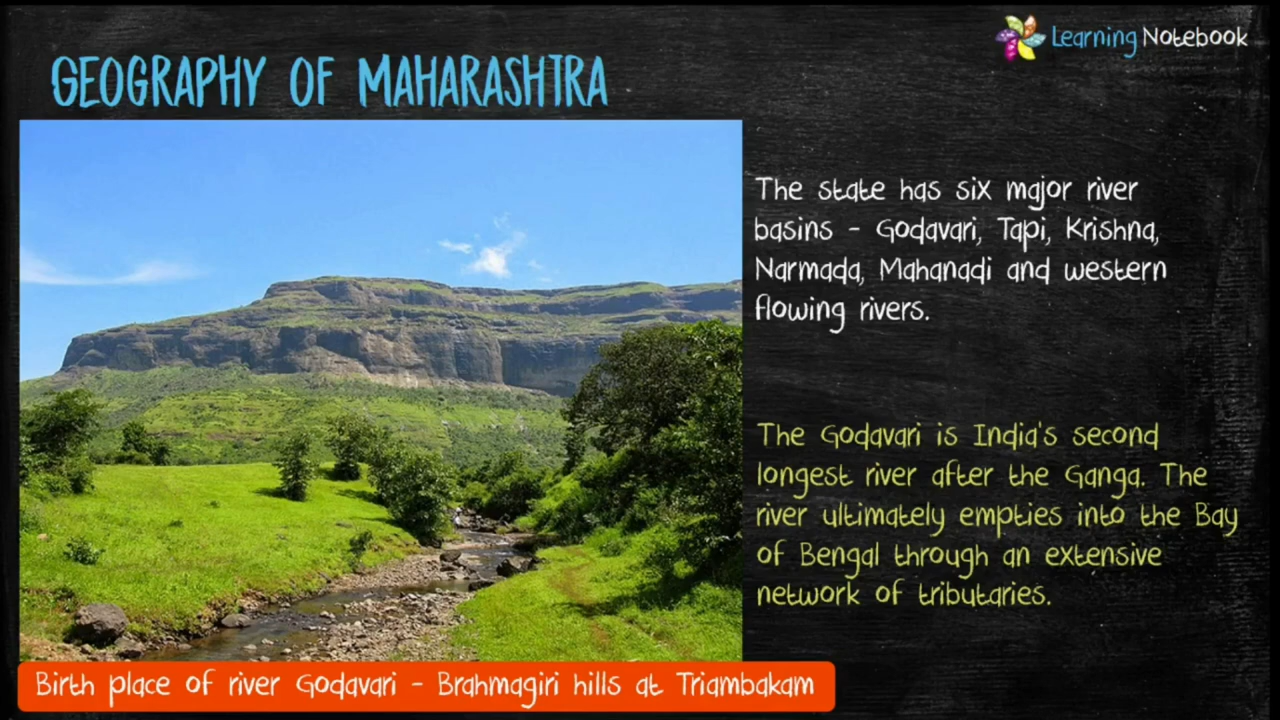 Learning Notebook
GEOGRAPHY OF MAHARASHTRA
The state has six major river
basins - Godavari, Tapi, Krishna,
Narmada, Mahanadi and western
flowing rivers.
The Godavari is India's second
longest river after the Ganga. The
river ultimately empties into the Bay
of Bengal through an extensive
network of tributaries.
Birth place of river Godavari - Brahmagiri hills at Triambakam